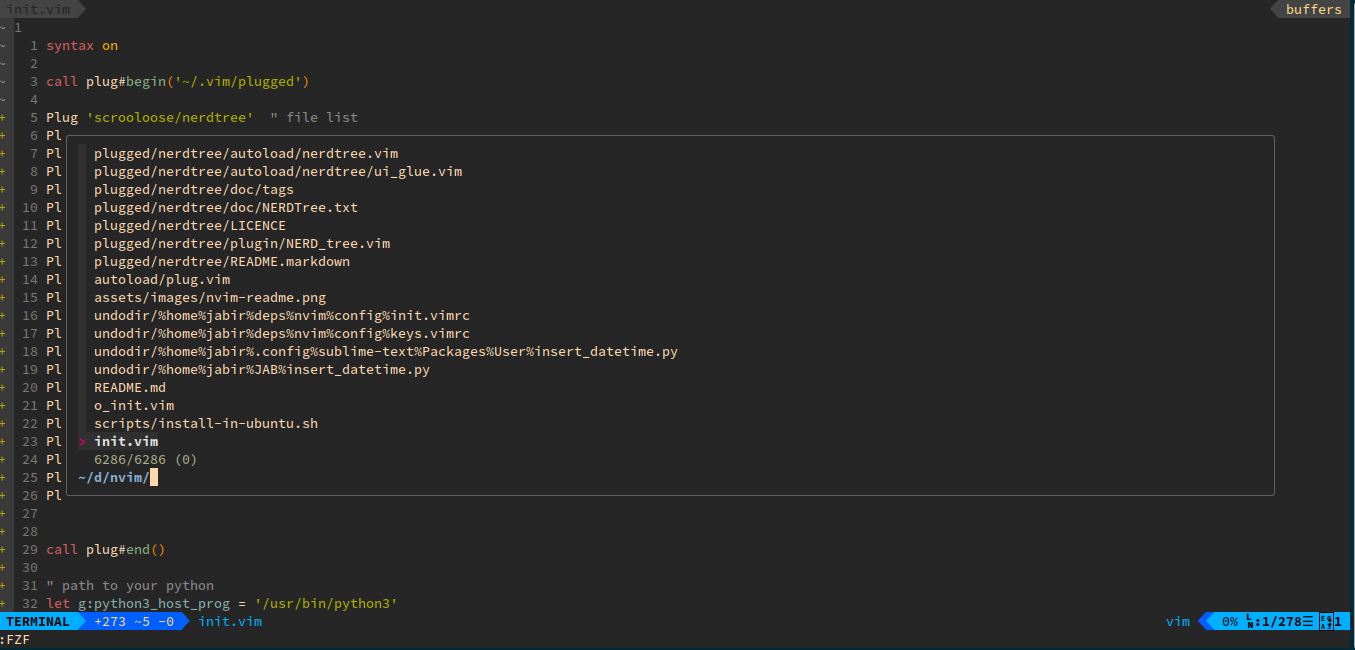 init.vim buffers
~ 1
~ 1 syntax on
~ 2
~ 3 call plug#begin('~/.vim/plugged')
~ 4
+ 5 Plug 'scrooloose/nerdtree'  " file list
+ 6 Pl
+ 7 Pl plugged/nerdtree/autoload/nerdtree.vim
+ 8 Pl plugged/nerdtree/autoload/nerdtree/ui_glue.vim
+ 9 Pl plugged/nerdtree/doc/tags
+ 10 Pl plugged/nerdtree/doc/NERDTree.txt
+ 11 Pl plugged/nerdtree/LICENCE
+ 12 Pl plugged/nerdtree/plugin/NERD_tree.vim
+ 13 Pl plugged/nerdtree/README.markdown
+ 14 Pl autoload/plug.vim
+ 15 Pl assets/images/nvim-readme.png
+ 16 Pl undodir/%home%jabir%deps%nvim%config%init.vimrc
+ 17 Pl undodir/%home%jabir%deps%nvim%config%keys.vimrc
+ 18 Pl undodir/%home%jabir%.config%sublime-text%Packages%User%insert_datetime.py
+ 19 Pl undodir/%home%jabir%JAB%insert_datetime.py
+ 20 Pl README.md
+ 21 Pl o_init.vim
+ 22 Pl scripts/install-in-ubuntu.sh
+ 23 Pl > init.vim
+ 24 Pl 6286/6286 (0)
+ 25 Pl ~/d/nvim/
+ 26 Pl
+ 27
+ 28
+ 29 call plug#end()
+ 30
+ 31 " path to your python
+ 32 let g:python3_host_prog = '/usr/bin/python3'
TERMINAL +273 ~5 -0 init.vim vim 0% :1/278☰ 1
:FZF